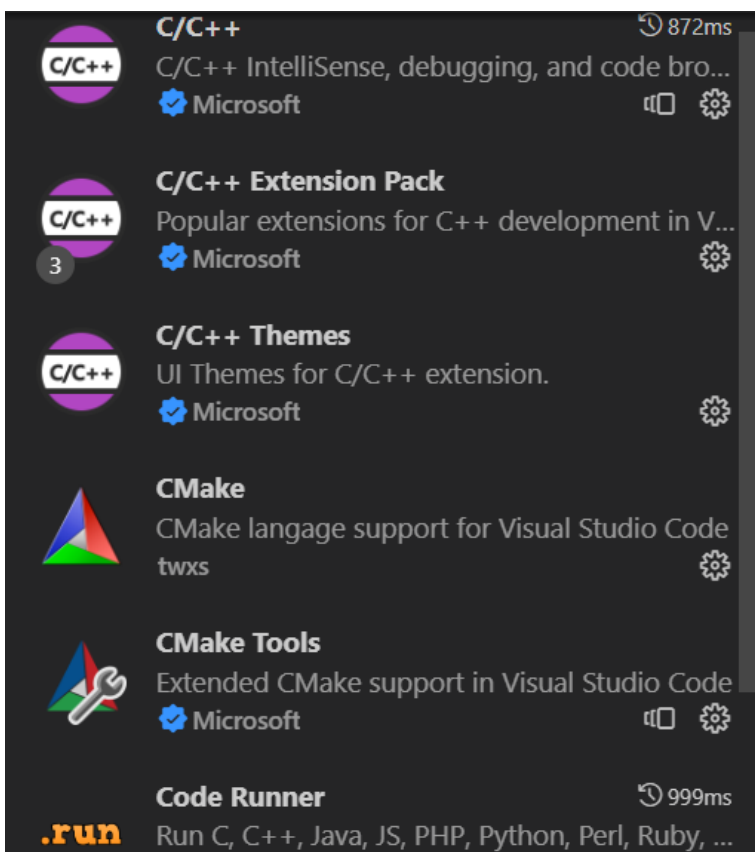 C/C++
872ms
C/C++
C/C++ IntelliSense, debugging, and code bro...
Microsoft
C/C++ Extension Pack
C/C++
Popular extensions for C++ development in V...
3
Microsoft
C/C++ Themes
C/C++
UI Themes for C/C++ extension.
Microsoft
CMake
CMake langage support for Visual Studio Code
twxs
CMake Tools
Extended CMake support in Visual Studio Code
Microsoft
Code Runner
999ms
.run
Run C, C++, Java, JS, PHP, Python, Perl, Ruby, ...